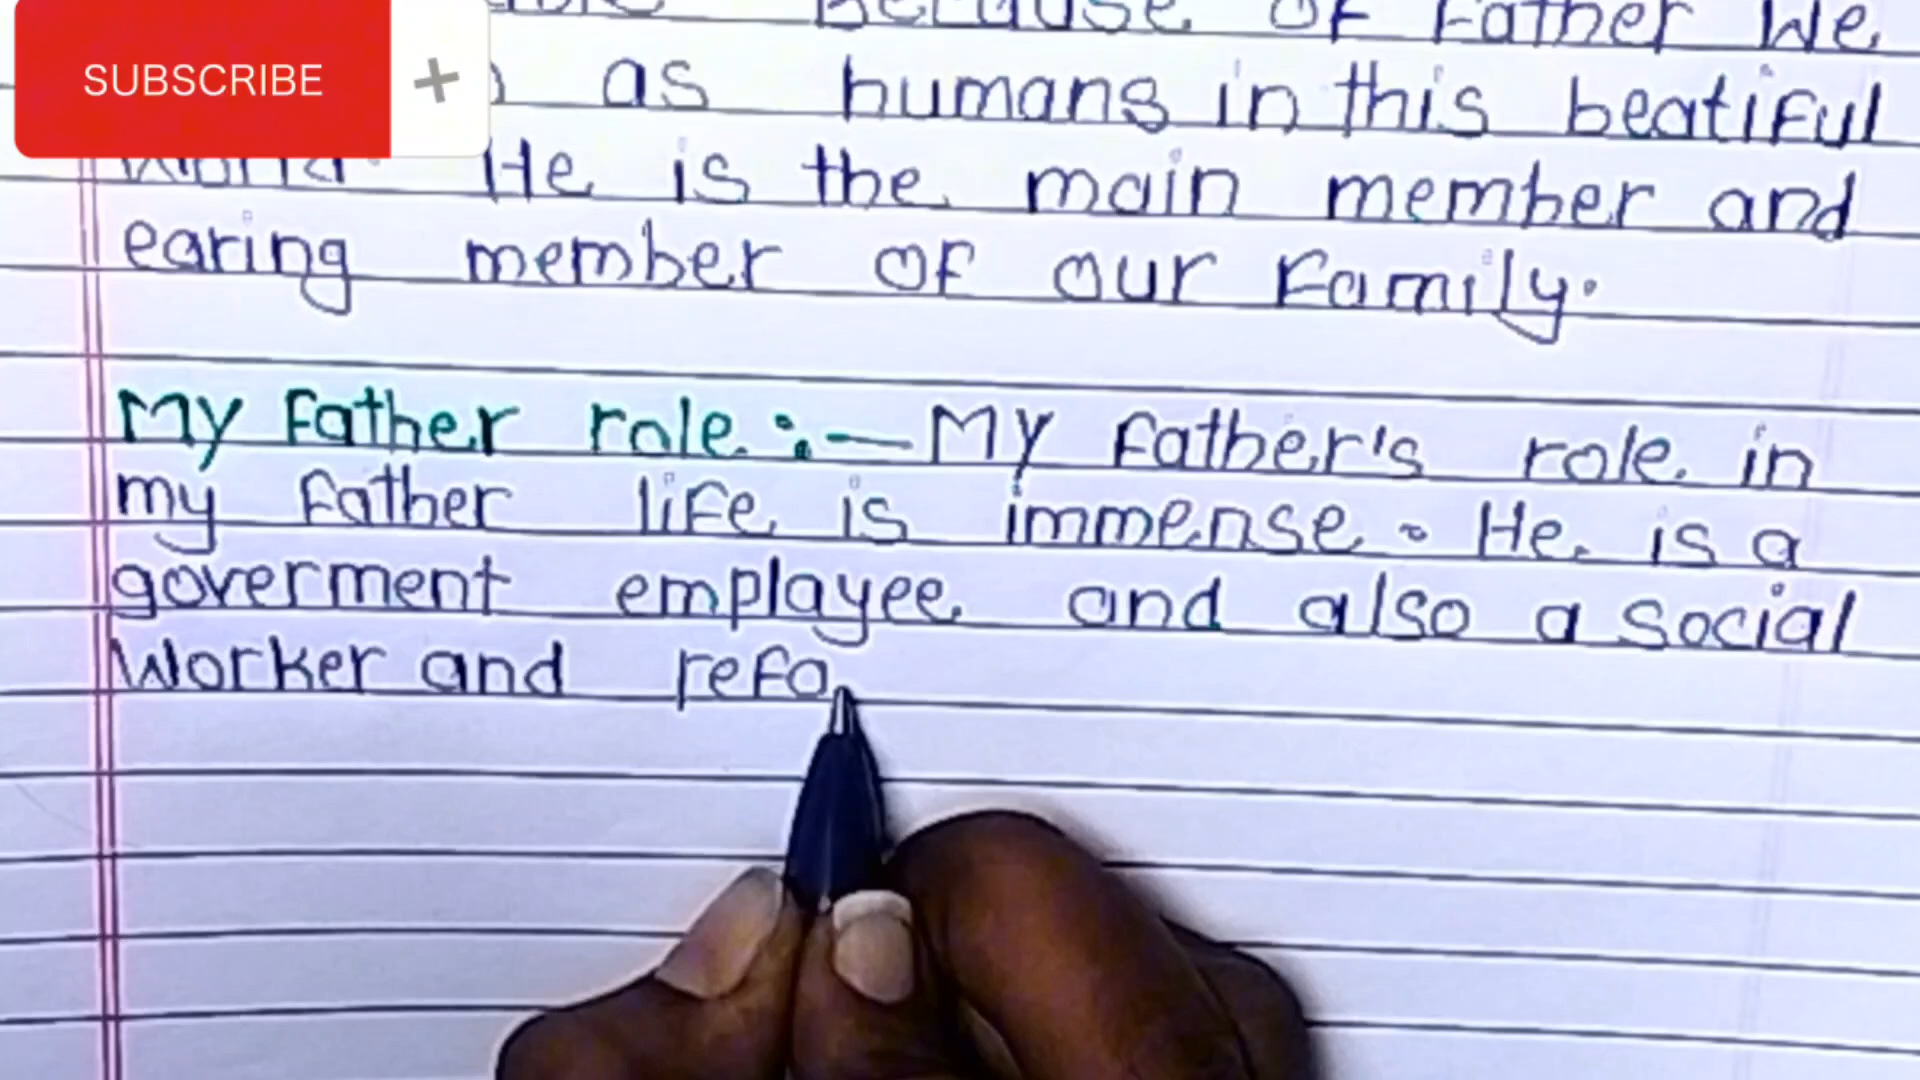 Because of Father We
SUBSCRIBE +
as humans in this beatiful
World. He is the main member and
earing member of our Family.
My Father role :- My Father's role in
my Father life is immense. He is a
goverment emplayee and also a social
Worker and refo